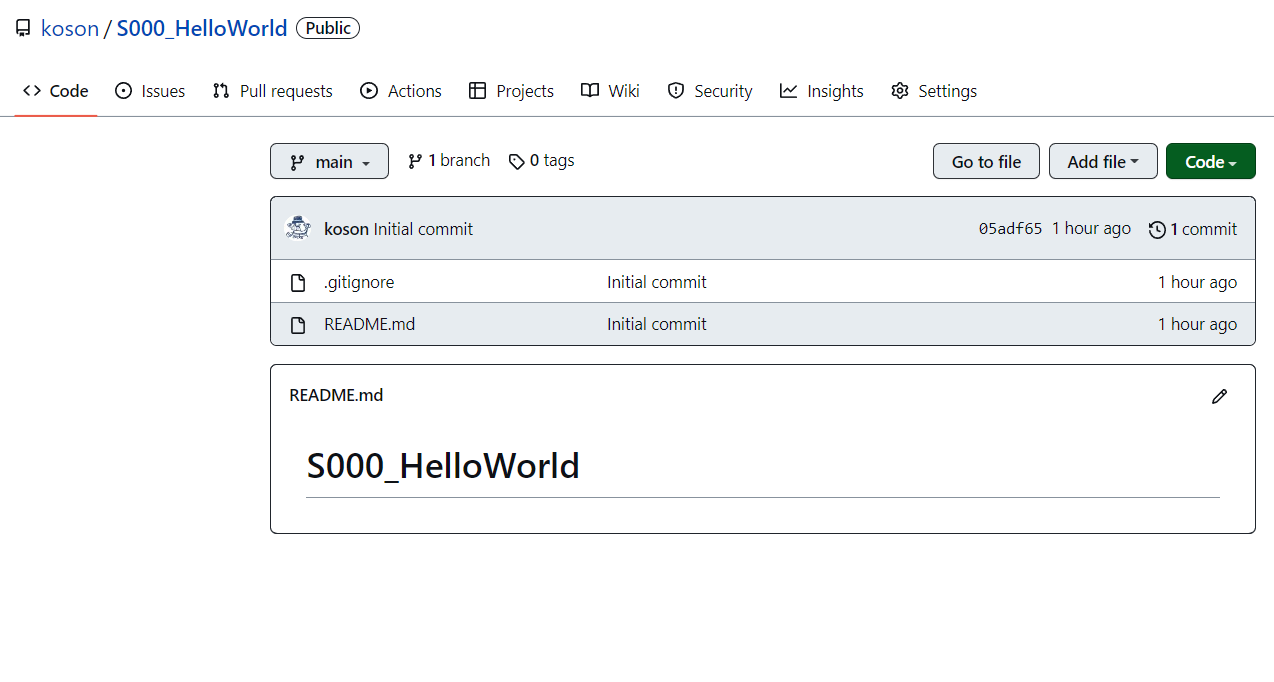 koson / S000_HelloWorld Public
Code Issues Pull requests Actions Projects Wiki Security Insights Settings
main 1 branch 0 tags Go to file Add file Code
koson Initial commit 05adf65 1 hour ago 1 commit
.gitignore Initial commit 1 hour ago
README.md Initial commit 1 hour ago
README.md
S000_HelloWorld